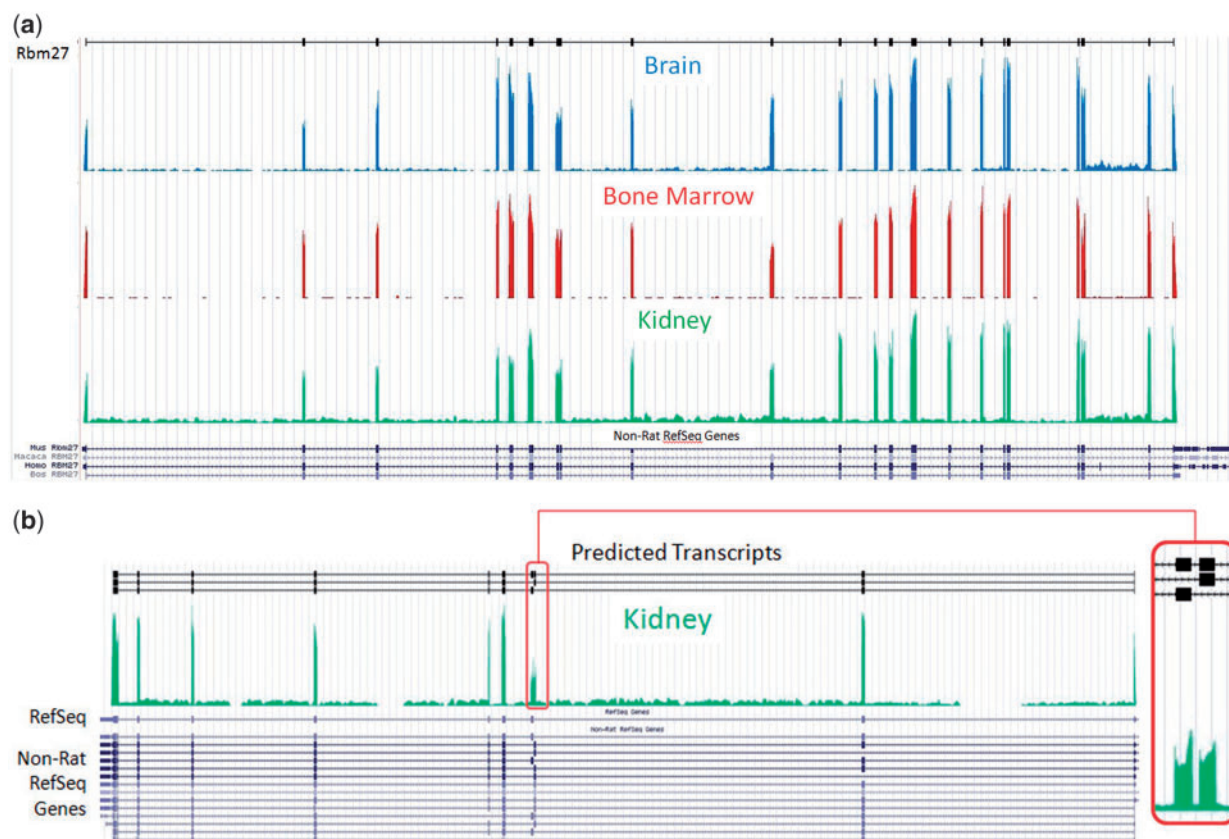 (a)
Rbm27
Brain
Bone Marrow
Kidney
Non-Rat RefSeq Genes
Mus Rbm27
Macaca RBM27
Homo RBM27
Bos RBM27
(b)
Predicted Transcripts
Kidney
RefSeq Genes
RefSeq
Non-Rat RefSeq Genes
Non-Rat
RefSeq
Genes